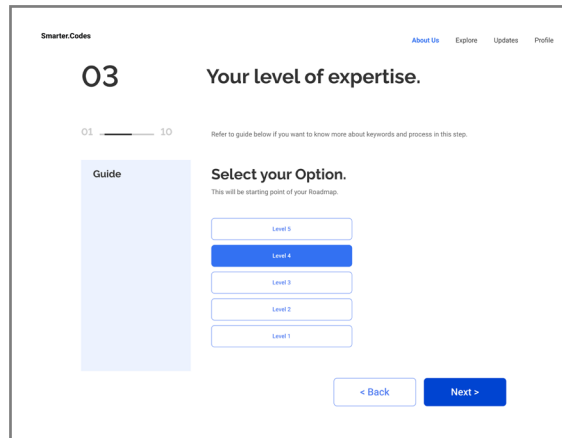 Smarter.Codes
About Us Explore Updates Profile
03
Your level of expertise.
01 10
Refer to guide below if you want to know more about keywords and process in this step.
Guide
Select your Option.
This will be starting point of your Roadmap.
Level 5
Level 4
Level 3
Level 2
Level 1
< Back
Next >